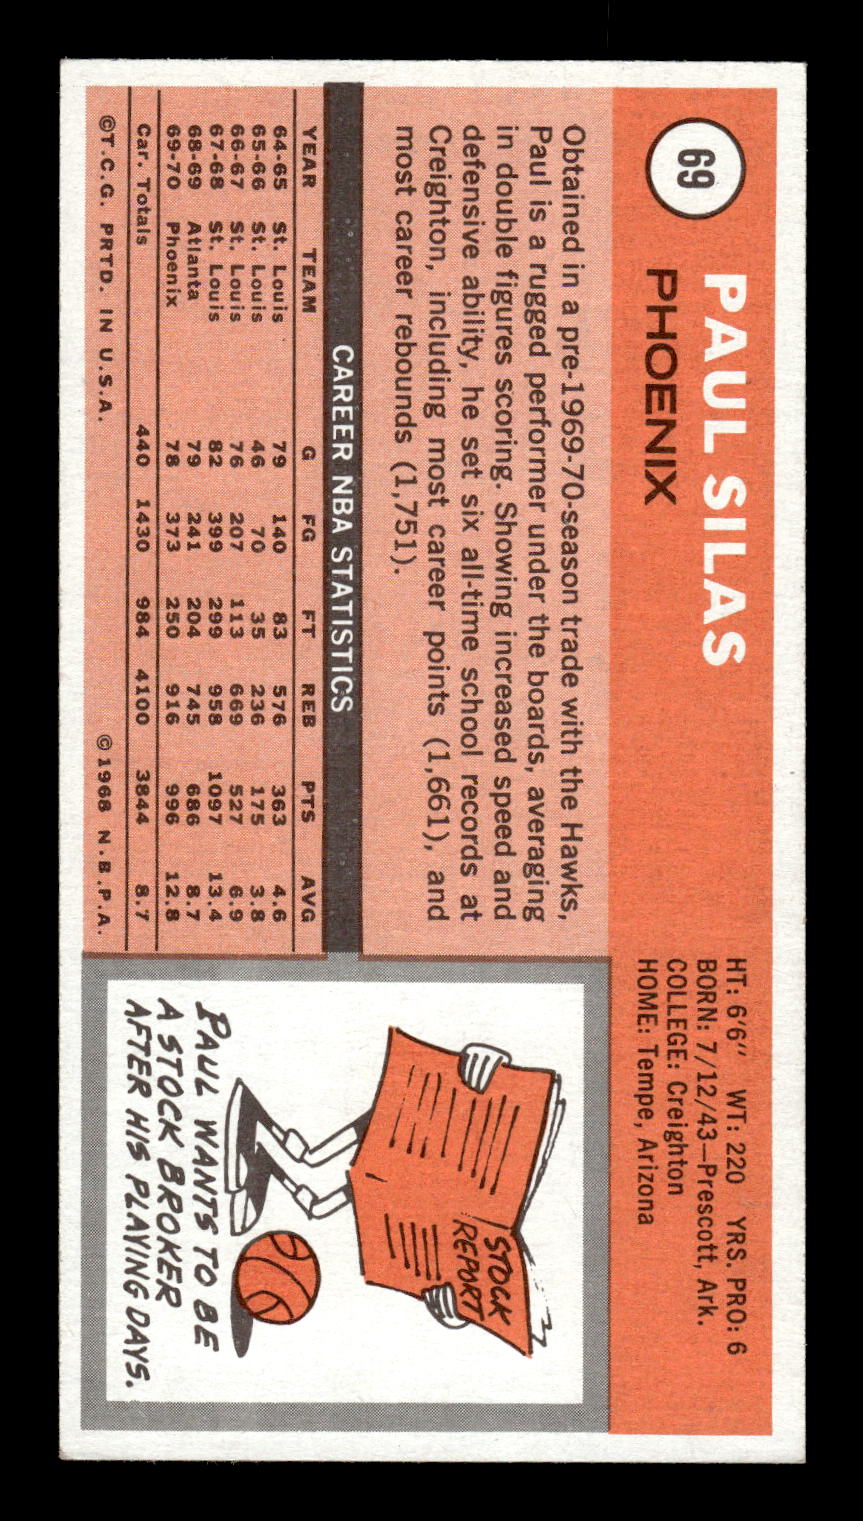 69
PAUL SILAS
PHOENIX
HT: 6'6" WT: 220 YRS. PRO: 6
BORN: 7/12/43—Prescott, Ark.
COLLEGE: Creighton
HOME: Tempe, Arizona
Obtained in a pre-1969-70-season trade with the Hawks,
Paul is a rugged performer under the boards, averaging
in double figures scoring. Showing increased speed and
defensive ability, he set six all-time school records at
Creighton, including most career points (1,661), and
most career rebounds (1,751).
CAREER NBA STATISTICS
YEAR TEAM G FG FT REB PTS AVG
64-65 St. Louis 79 140 83 576 363 4.6
65-66 St. Louis 46 70 35 236 175 3.8
66-67 St. Louis 76 207 113 669 527 6.9
67-68 St. Louis 82 399 299 958 1097 13.4
68-69 Atlanta 79 241 204 745 686 8.7
69-70 Phoenix 78 373 250 916 996 12.8
Car. Totals 440 1430 984 4100 3844 8.7
©T.C.G. PRTD. IN U.S.A. ©1968 N.B.P.A.
STOCK
REPORT
PAUL WANTS TO BE
A STOCK BROKER
AFTER HIS PLAYING DAYS.